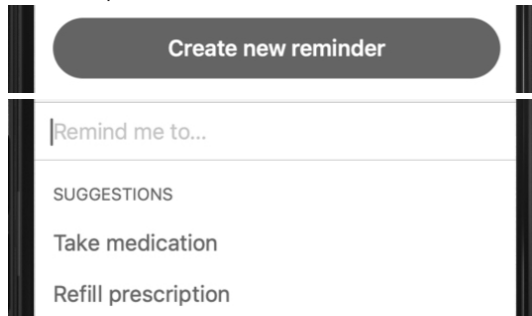 Create new reminder
Remind me to...
SUGGESTIONS
Take medication
Refill prescription